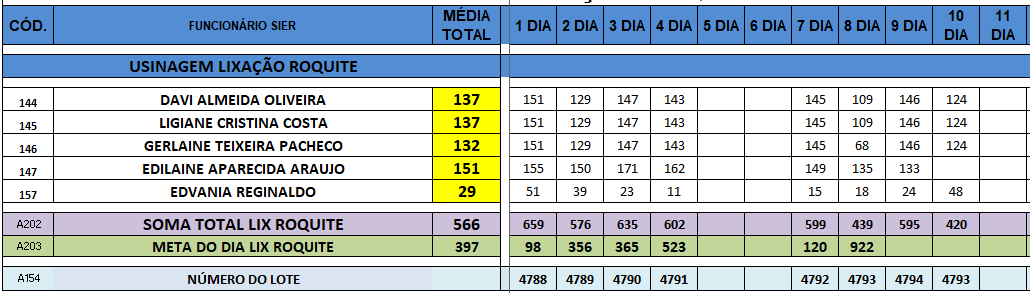 CÓD. FUNCIONÁRIO SIER MÉDIA TOTAL 1 DIA 2 DIA 3 DIA 4 DIA 5 DIA 6 DIA 7 DIA 8 DIA 9 DIA 10 DIA 11 DIA
USINAGEM LIXAÇÃO ROQUITE
144 DAVI ALMEIDA OLIVEIRA 137 151 129 147 143 145 109 146 124
145 LIGIANE CRISTINA COSTA 137 151 129 147 143 145 109 146 124
146 GERLAINE TEIXEIRA PACHECO 132 151 129 147 143 145 68 146 124
147 EDILAINE APARECIDA ARAUJO 151 155 150 171 162 149 135 133
157 EDVANIA REGINALDO 29 51 39 23 11 15 18 24 48
A202 SOMA TOTAL LIX ROQUITE 566 659 576 635 602 599 439 595 420
A203 META DO DIA LIX ROQUITE 397 98 356 365 523 120 922
A154 NÚMERO DO LOTE 4788 4789 4790 4791 4792 4793 4794 4793